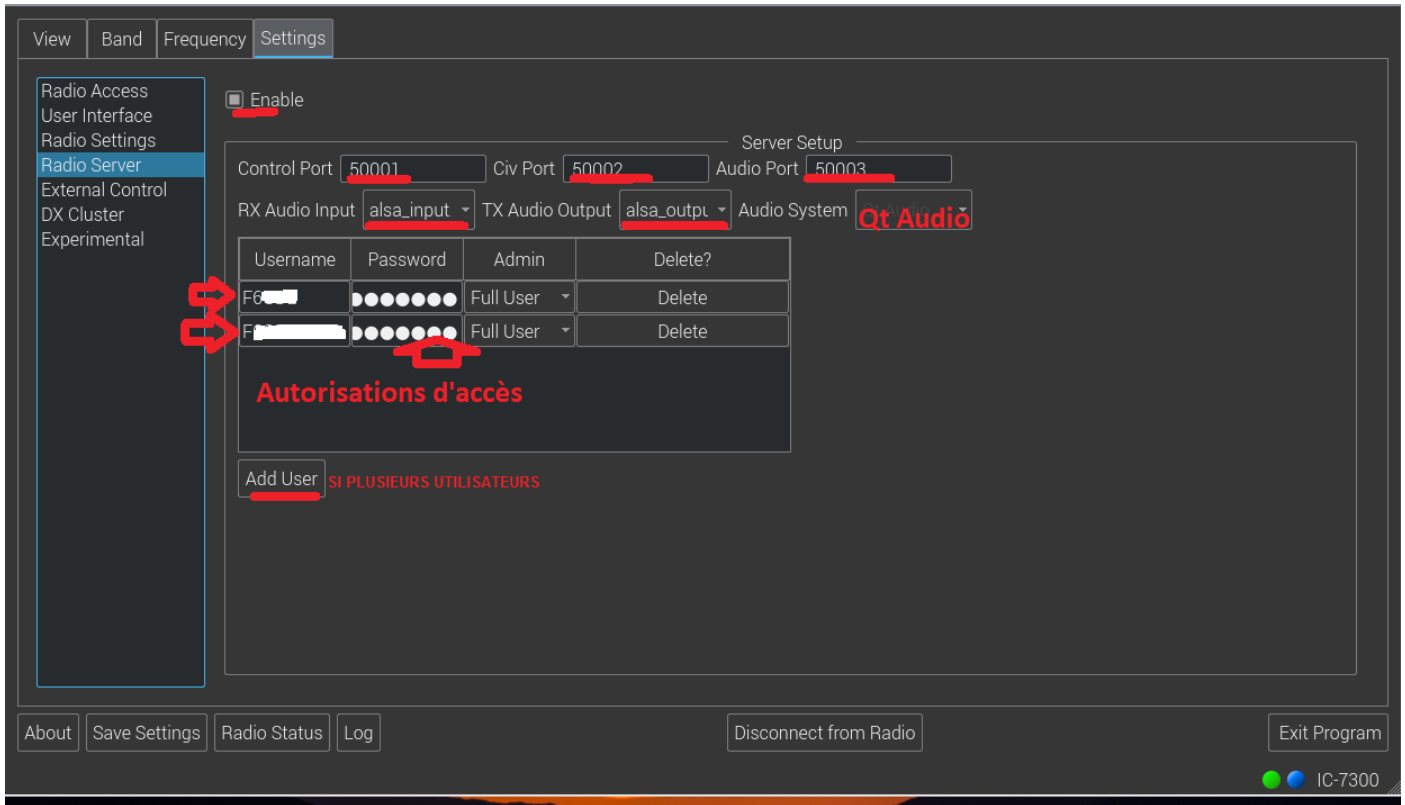 View Band Frequency Settings
Radio Access
User Interface
Radio Settings
Radio Server
External Control
DX Cluster
Experimental
Enable
Server Setup
Control Port 50001 Civ Port 50002 Audio Port 50003
RX Audio Input alsa_input TX Audio Output alsa_outpu Audio System Qt Audio
Username Password Admin Delete?
Full User Delete
Full User Delete
Autorisations d'accès
Add User SI PLUSIEURS UTILISATEURS
About Save Settings Radio Status Log Disconnect from Radio Exit Program
IC-7300